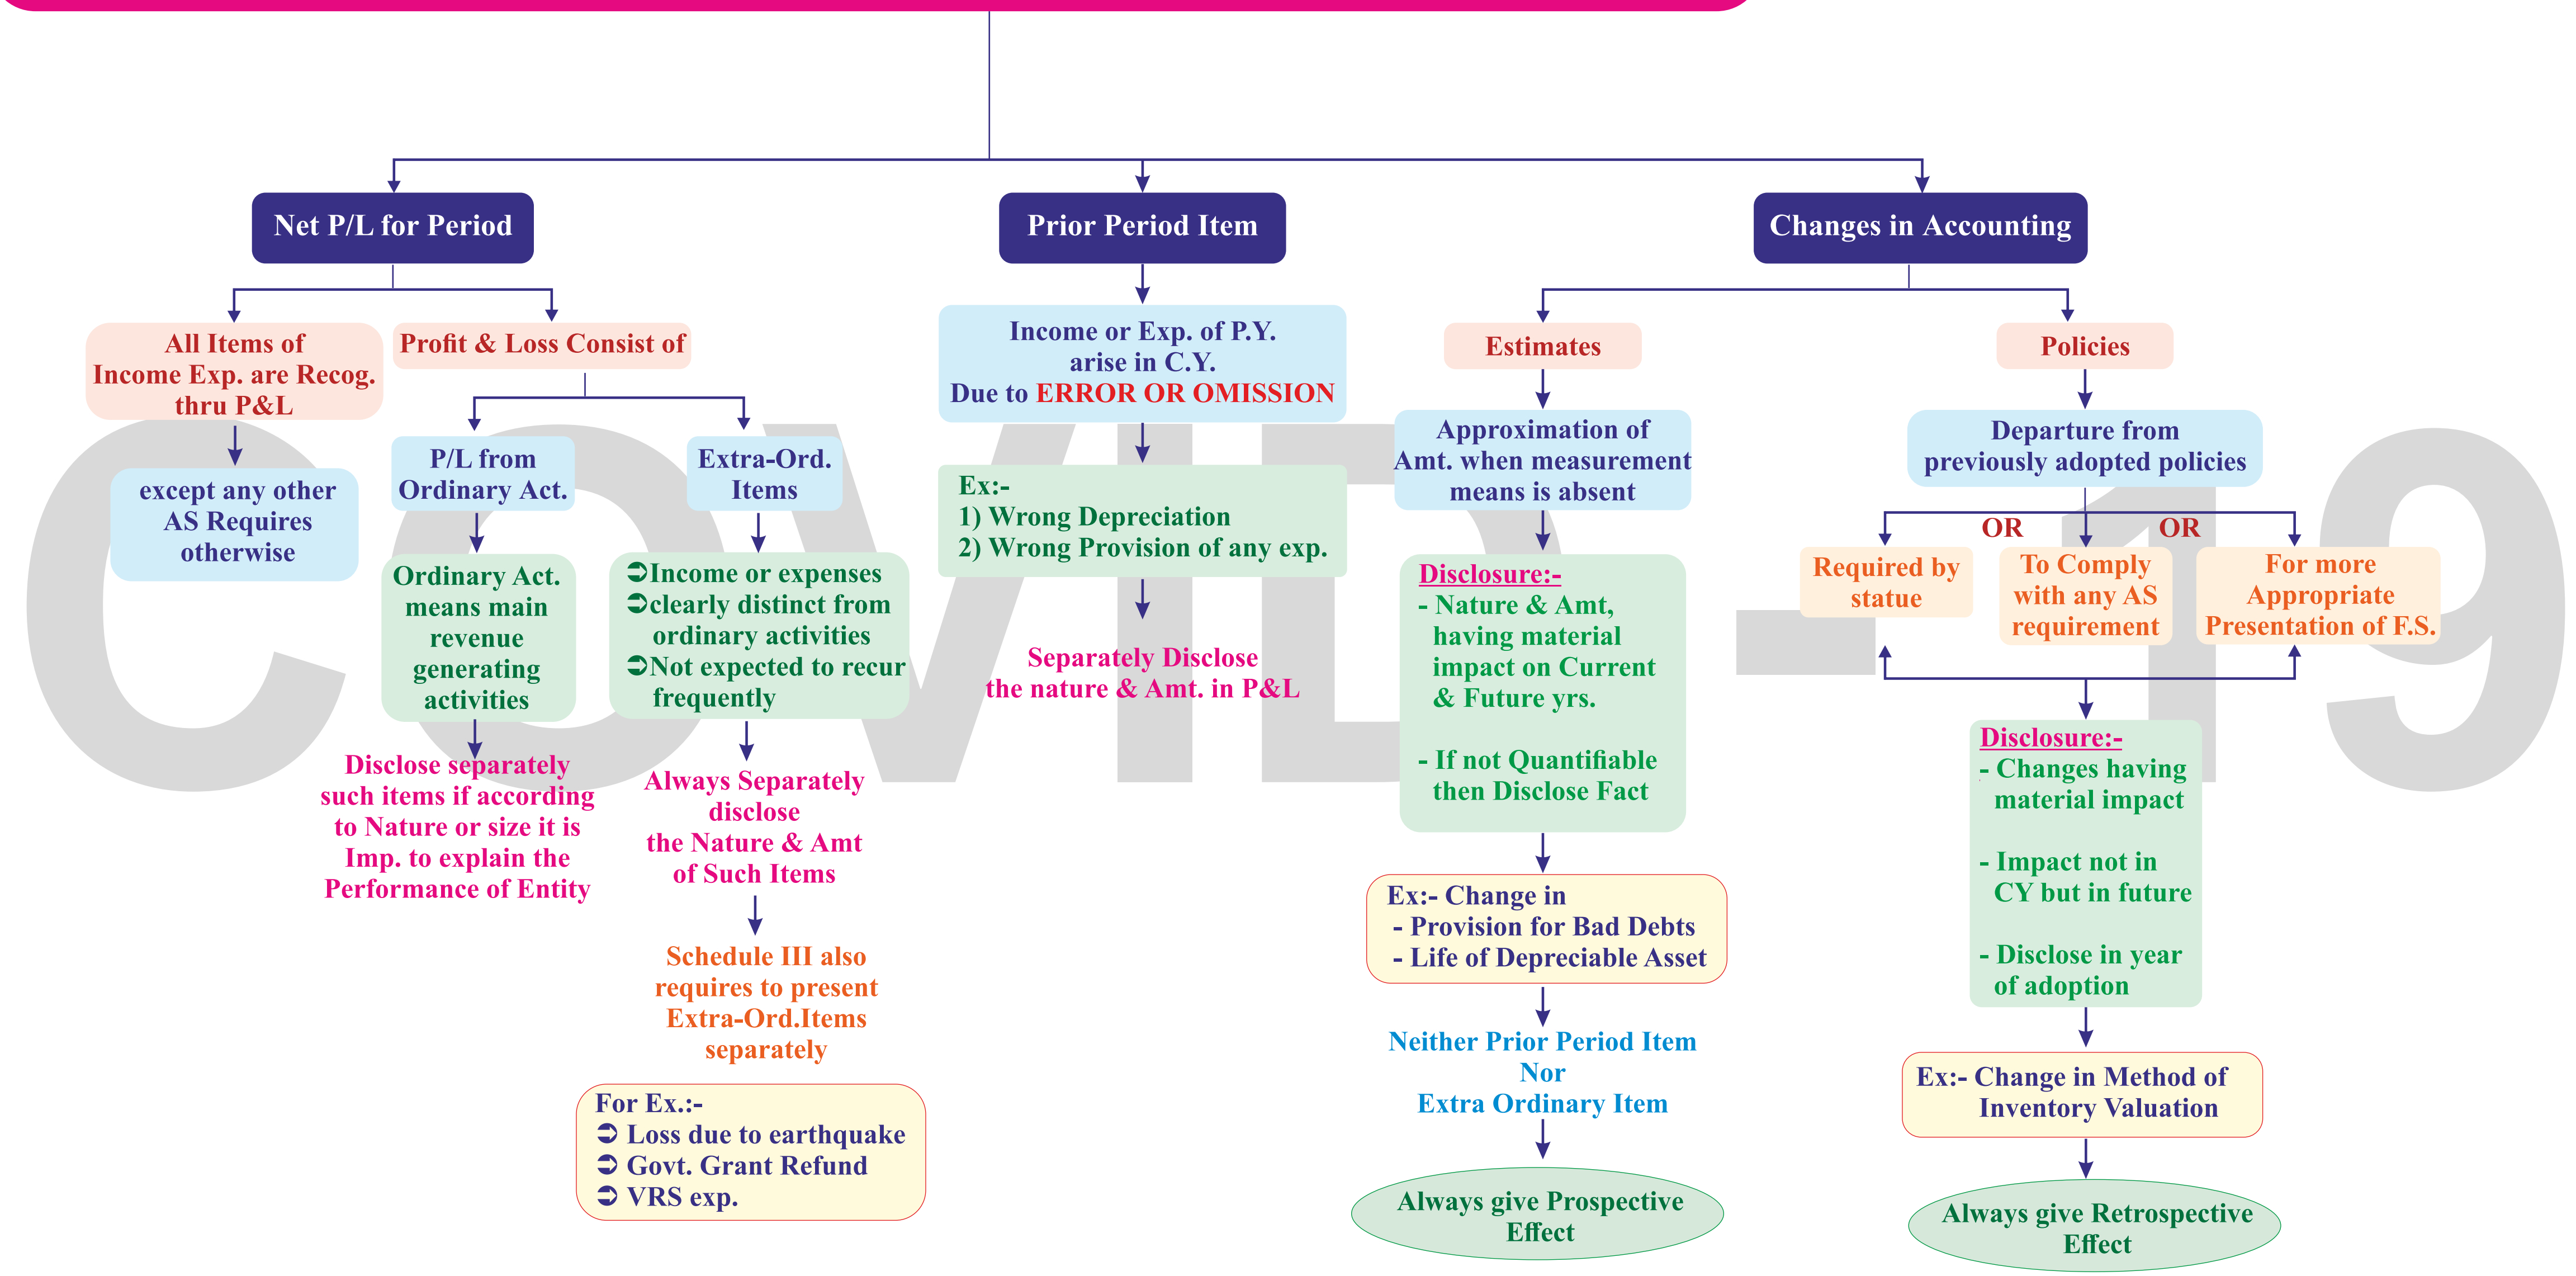 COVID - 19
Net P/L for Period
All Items of
Income Exp. are Recog.
thru P&L
except any other
AS Requires
otherwise
Profit & Loss Consist of
P/L from
Ordinary Act.
Ordinary Act.
means main
revenue
generating
activities
Disclose separately
such items if according
to Nature or size it is
Imp. to explain the
Performance of Entity
Extra-Ord.
Items
➲Income or expenses
➲clearly distinct from
ordinary activities
➲Not expected to recur
frequently
Always Separately
disclose
the Nature & Amt
of Such Items
Schedule III also
requires to present
Extra-Ord.Items
separately
For Ex.:-
➲ Loss due to earthquake
➲ Govt. Grant Refund
➲ VRS exp.
Prior Period Item
Income or Exp. of P.Y.
arise in C.Y.
Due to ERROR OR OMISSION
Ex:-
1) Wrong Depreciation
2) Wrong Provision of any exp.
Separately Disclose
the nature & Amt. in P&L
Changes in Accounting
Estimates
Approximation of
Amt. when measurement
means is absent
Disclosure:-
- Nature & Amt,
having material
impact on Current
& Future yrs.
- If not Quantifiable
then Disclose Fact
Ex:- Change in
- Provision for Bad Debts
- Life of Depreciable Asset
Neither Prior Period Item
Nor
Extra Ordinary Item
Always give Prospective
Effect
Policies
Departure from
previously adopted policies
OR
OR
Required by
statue
To Comply
with any AS
requirement
For more
Appropriate
Presentation of F.S.
Disclosure:-
- Changes having
material impact
- Impact not in
CY but in future
- Disclose in year
of adoption
Ex:- Change in Method of
Inventory Valuation
Always give Retrospective
Effect